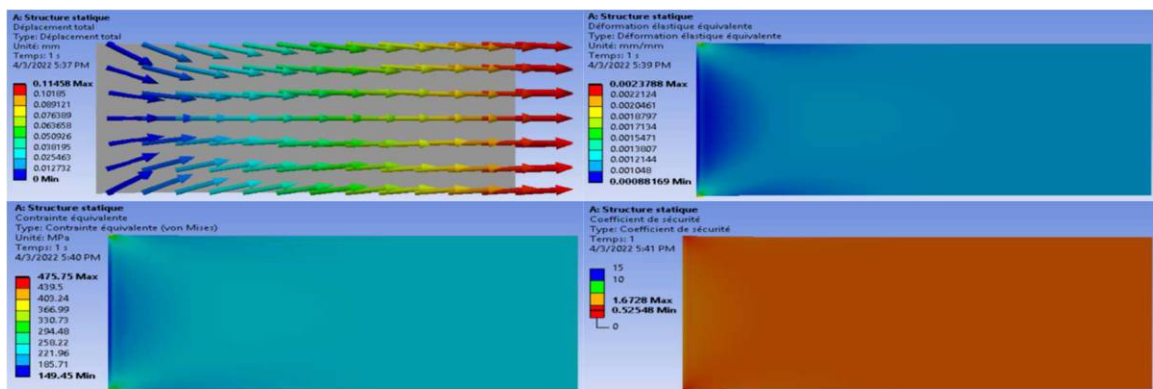 A: Structure statique
Déplacement total
Type: Déplacement total
Unité: mm
Temps: 1 s
4/3/2022 5:37 PM
0.11458 Max
0.10185
0.089121
0.076389
0.063658
0.050926
0.038195
0.025463
0.012732
0 Min
A: Structure statique
Déformation élastique équivalente
Type: Déformation élastique équivalente
Unité: mm/mm
Temps: 1 s
4/3/2022 5:39 PM
0.0023788 Max
0.0022124
0.0020461
0.0018797
0.0017134
0.0015471
0.0013807
0.0012144
0.001048
0.00088169 Min
A: Structure statique
Contrainte équivalente
Type: Contrainte équivalente (von Mises)
Unité: MPa
Temps: 1 s
4/3/2022 5:40 PM
475.75 Max
439.5
403.24
366.99
330.73
294.48
258.22
221.96
185.71
149.45 Min
A: Structure statique
Coefficient de sécurité
Type: Coefficient de sécurité
Temps: 1
4/3/2022 5:41 PM
15
10
1.6728 Max
0.52548 Min
0